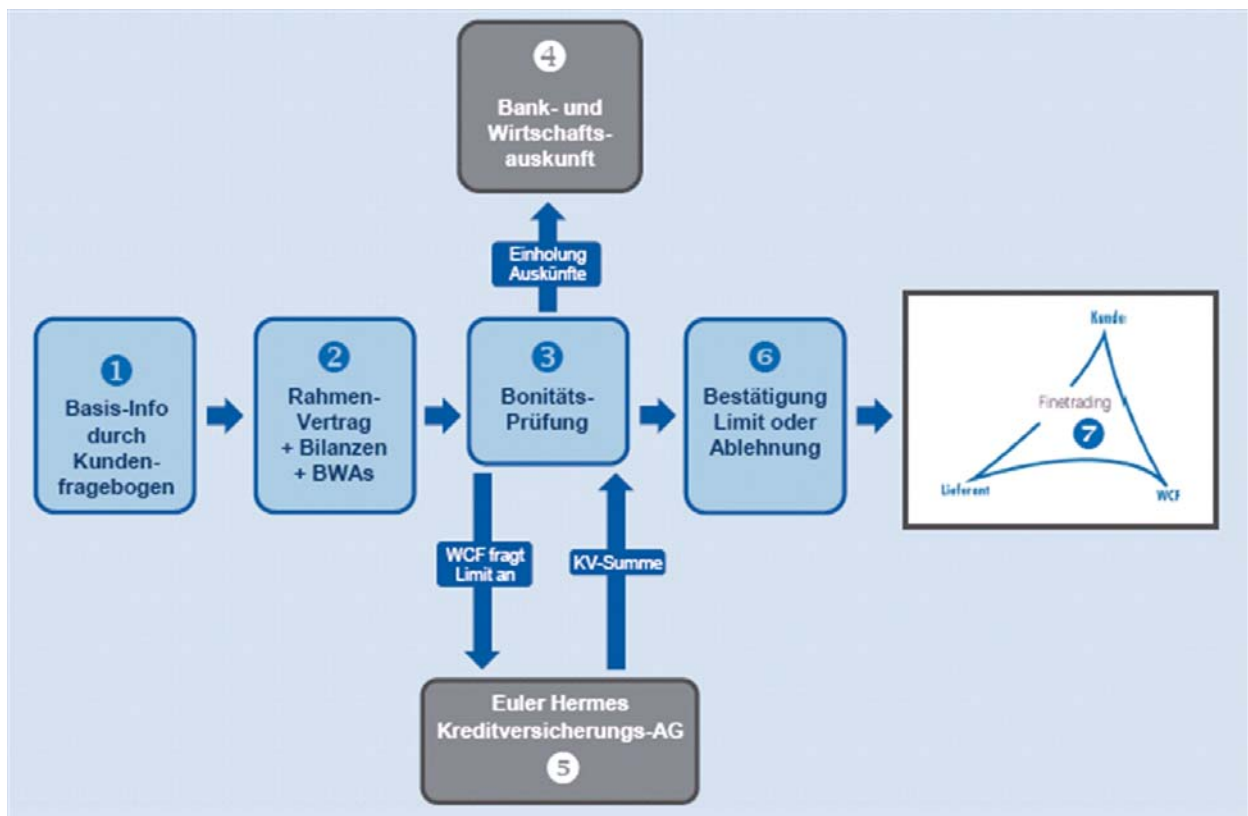 4
Bank- und
Wirtschafts-
auskunft
Einholung
Auskünfte
1
Basis-Info
durch
Kunden-
fragebogen
2
Rahmen-
Vertrag
+ Bilanzen
+ BWAs
3
Bonitäts-
Prüfung
6
Bestätigung
Limit oder
Ablehnung
Kunde
Finetrading
7
Lieferant
WCF
WCF fragt
Limit an
KV-Summe
Euler Hermes
Kreditversicherungs-AG
5